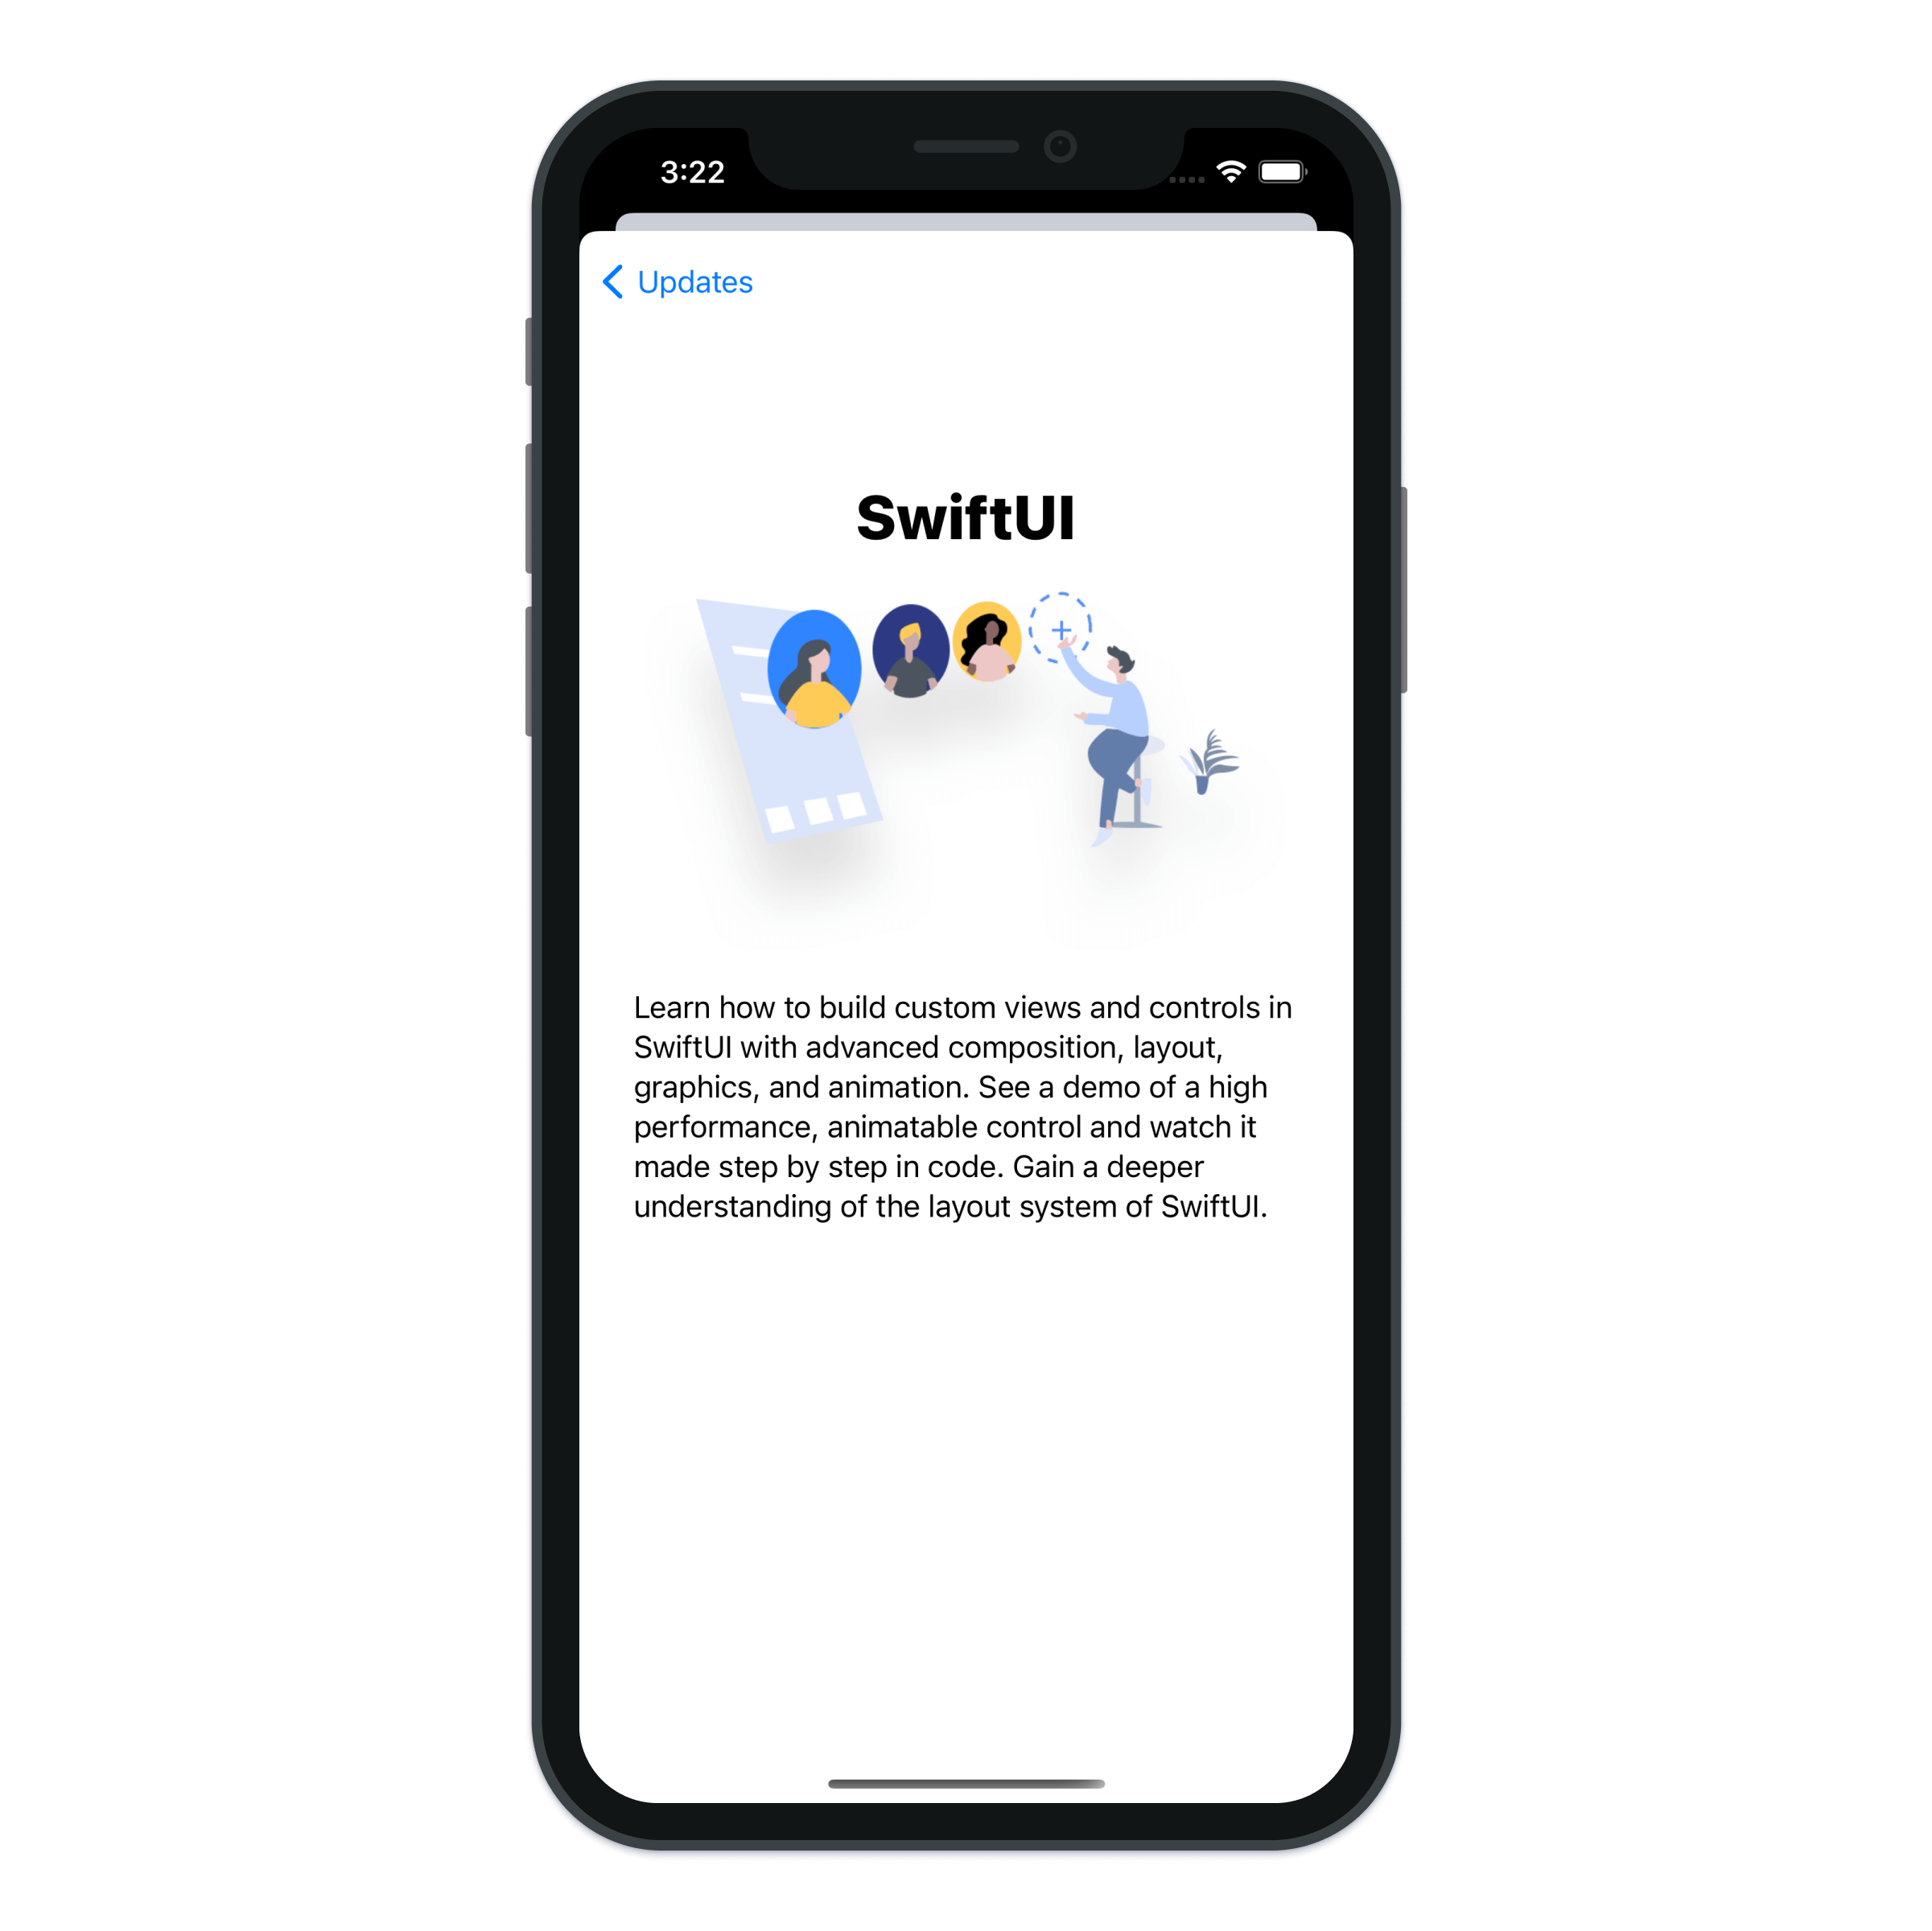 3:22
Updates
SwiftUI
Learn how to build custom views and controls in
SwiftUI with advanced composition, layout,
graphics, and animation. See a demo of a high
performance, animatable control and watch it
made step by step in code. Gain a deeper
understanding of the layout system of SwiftUI.